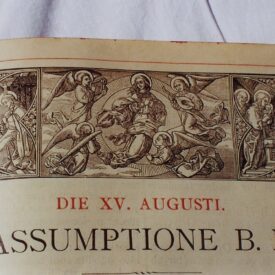 DIE XV. AUGUSTI.
ASSUMPTIONE B.